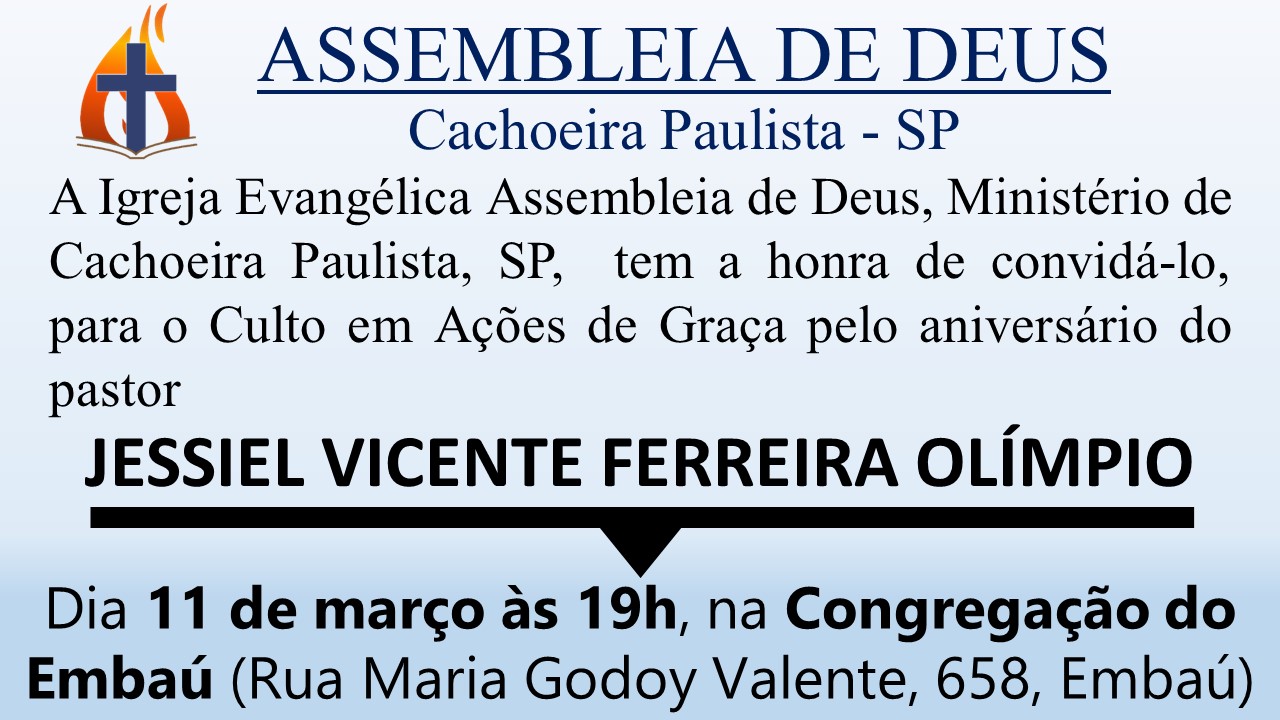 ASSEMBLEIA DE DEUS
Cachoeira Paulista - SP
A Igreja Evangélica Assembleia de Deus, Ministério de
Cachoeira Paulista, SP, tem a honra de convidá-lo,
para o Culto em Ações de Graça pelo aniversário do
pastor
JESSIEL VICENTE FERREIRA OLÍMPIO
Dia 11 de março às 19h, na Congregação do
Embaú (Rua Maria Godoy Valente, 658, Embaú)